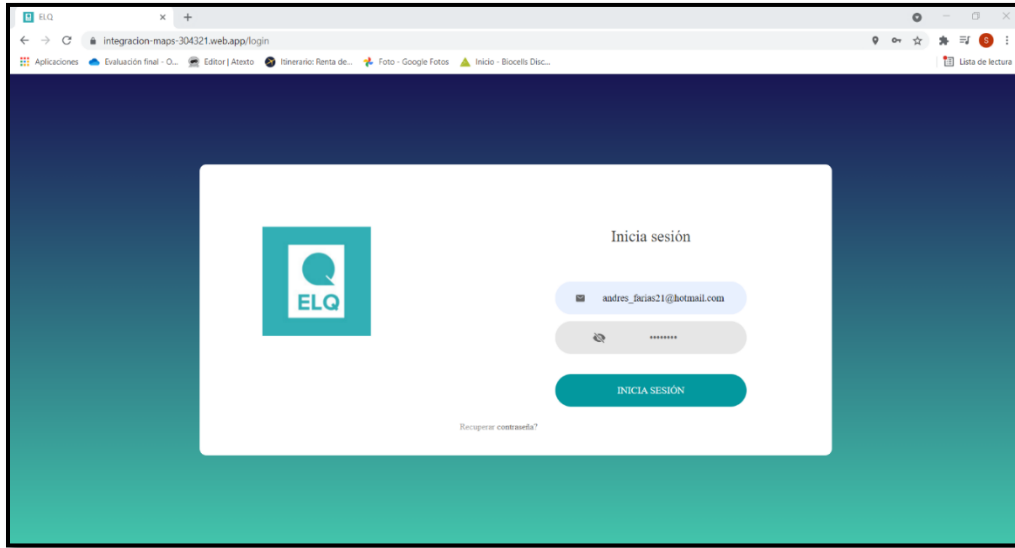 ELQ
integracion-maps-304321.web.app/login
S
Aplicaciones Evaluación final - O... Editor | Atexto Itinerario: Renta de... Foto - Google Fotos Inicio - Biocells Disc... Lista de lectura
ELQ
Inicia sesión
andres_farias21@hotmail.com
••••••••
INICIA SESIÓN
Recuperar contraseña?